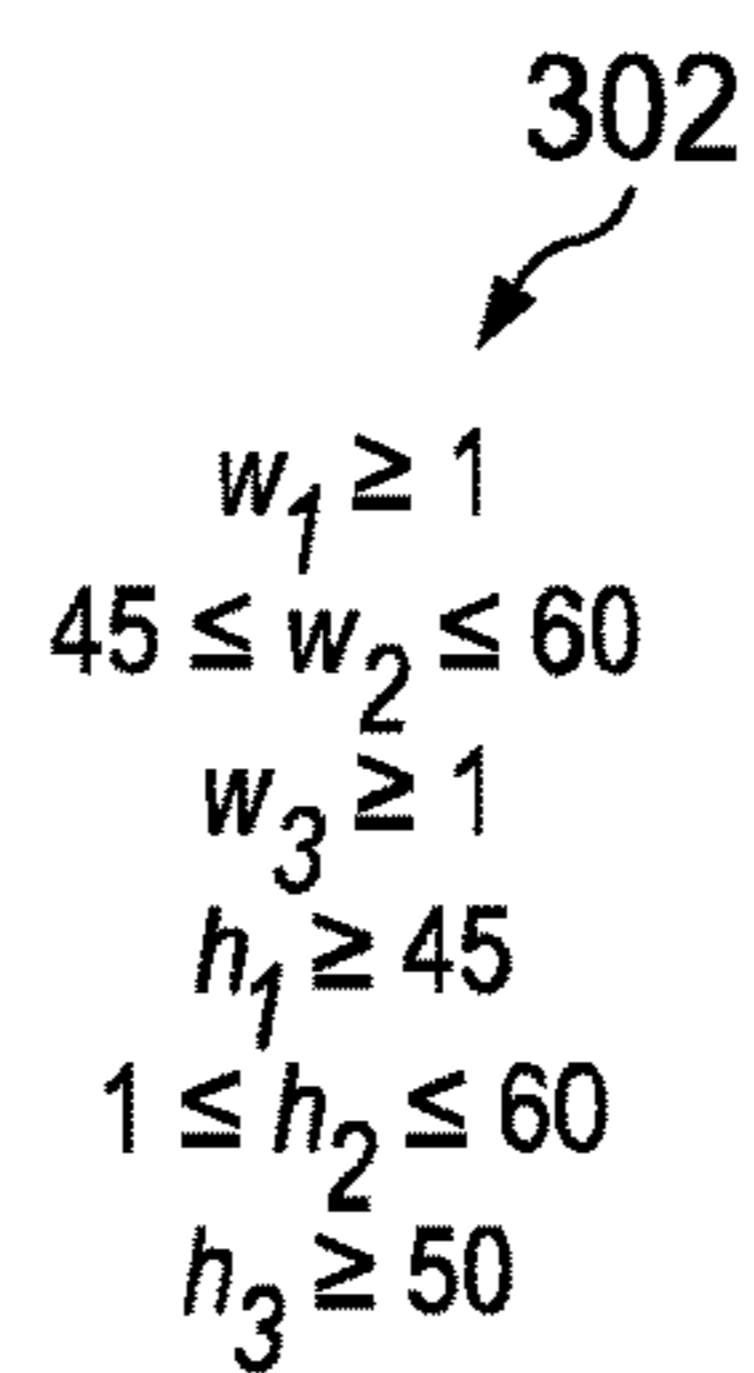 302
w₁ ≥ 1
45 ≤ w₂ ≤ 60
w₃ ≥ 1
h₁ ≥ 45
1 ≤ h₂ ≤ 60
h₃ ≥ 50